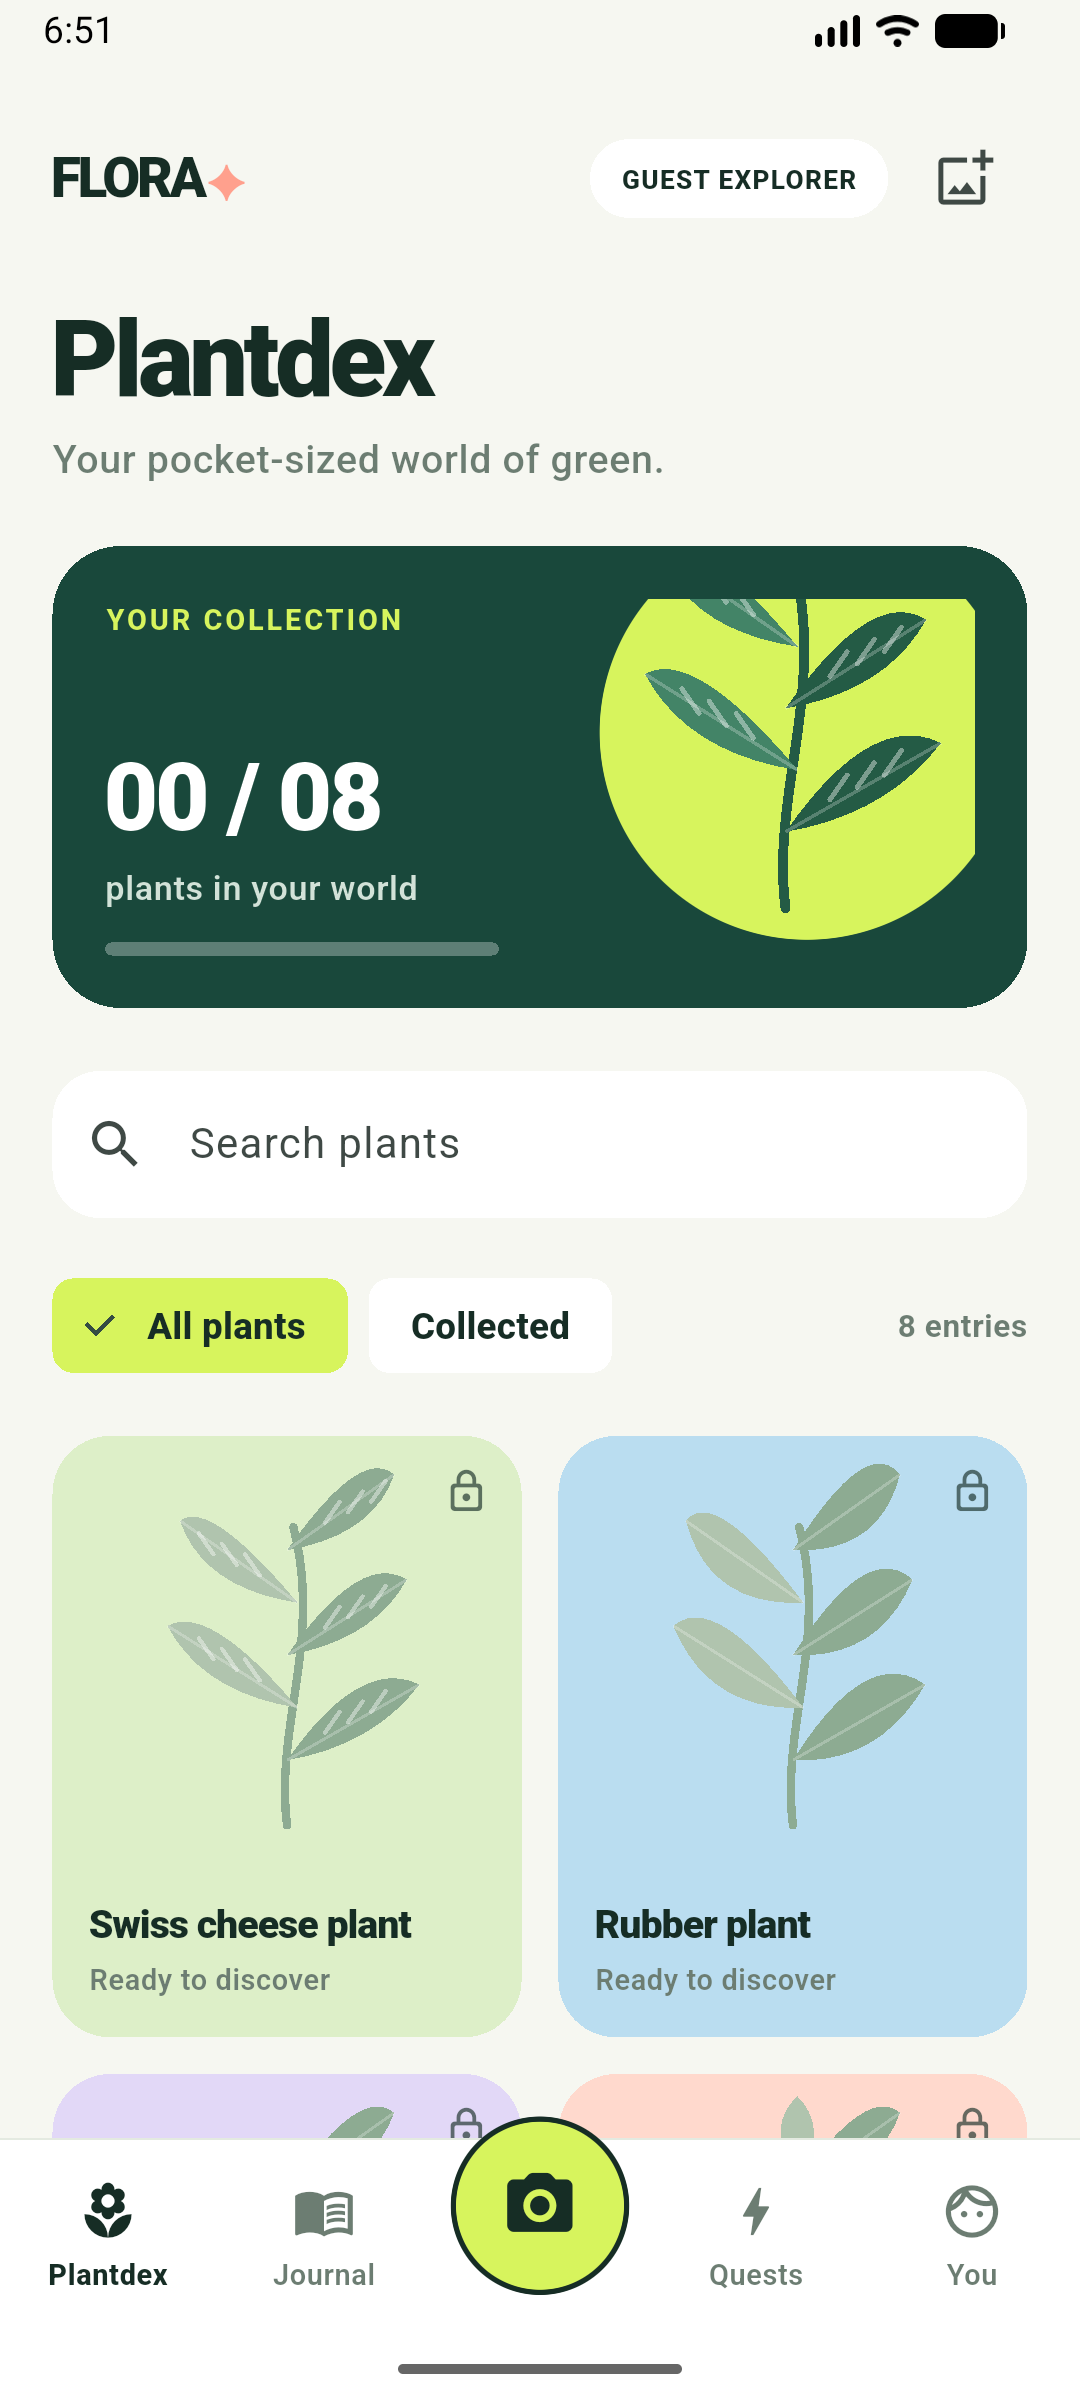 6:51
FLORA
GUEST EXPLORER
Plantdex
Your pocket-sized world of green.
YOUR COLLECTION
00 / 08
plants in your world
Search plants
All plants
Collected
8 entries
Swiss cheese plant
Ready to discover
Rubber plant
Ready to discover
Plantdex
Journal
Quests
You